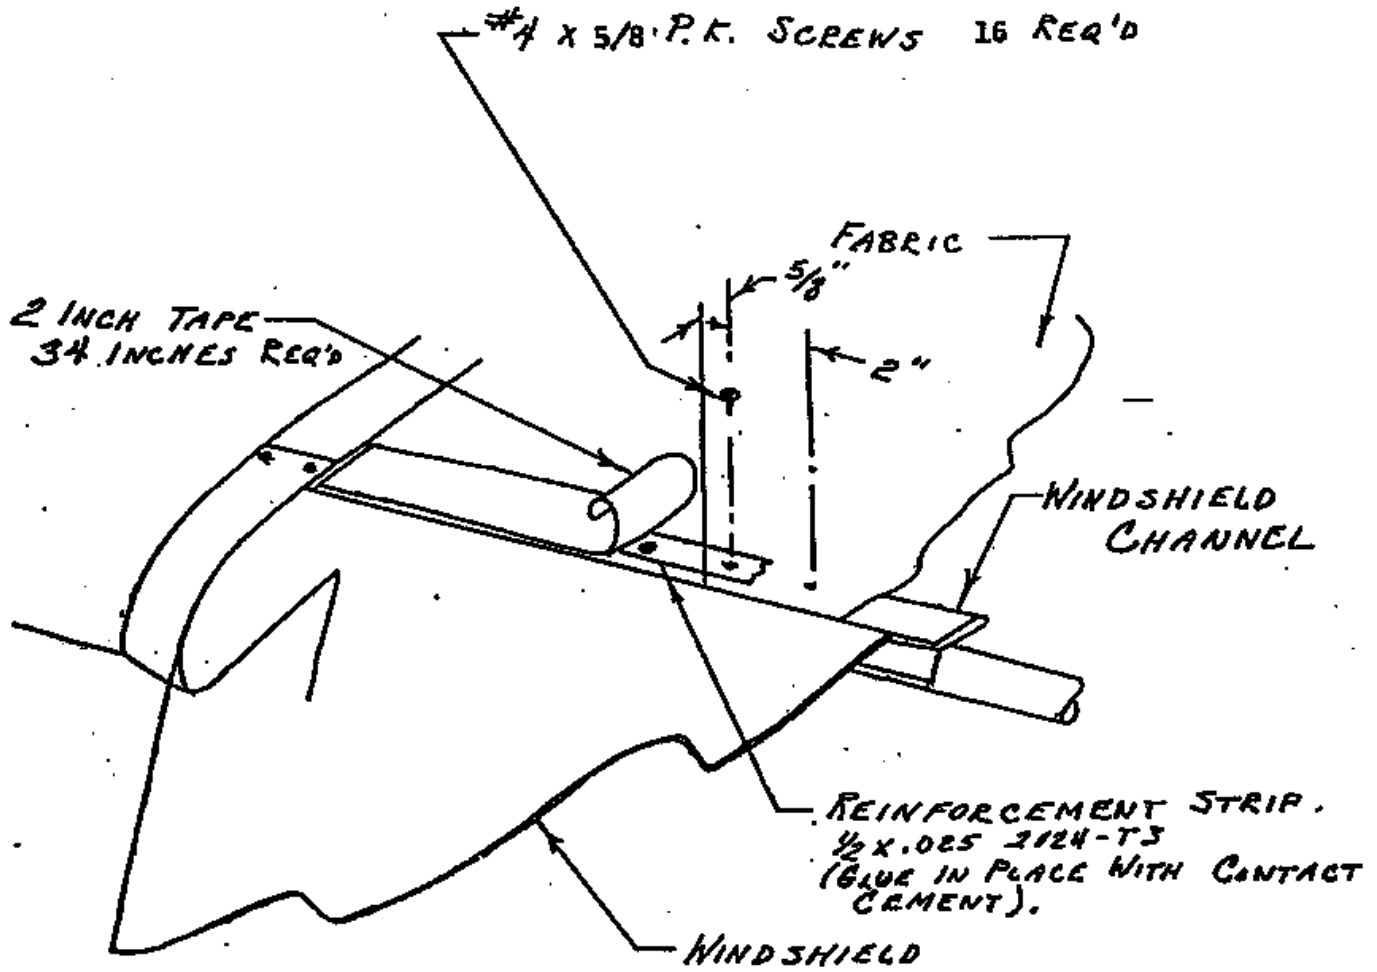 #4 x 5/8 P.K. SCREWS 16 REQ'D
FABRIC
5/8"
2 INCH TAPE
34 INCHES REQ'D
2"
WINDSHIELD
CHANNEL
REINFORCEMENT STRIP.
1/2 x .025 2024-T3
(GLUE IN PLACE WITH CONTACT
CEMENT).
WINDSHIELD